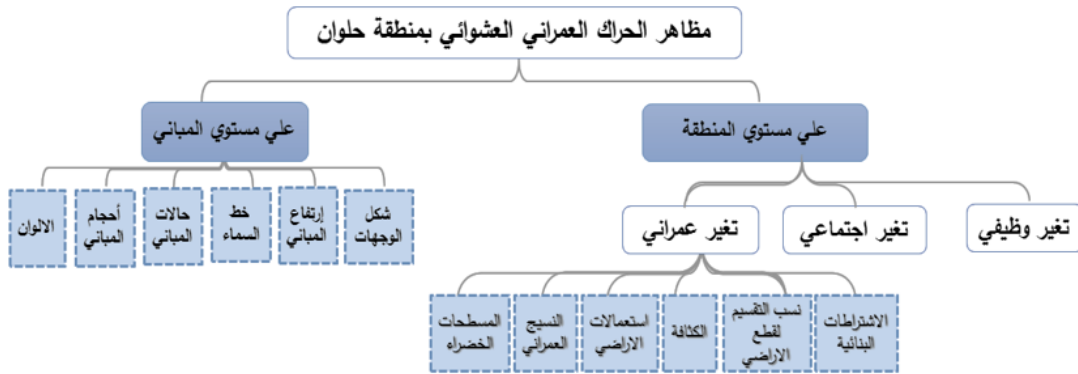 مظاهر الحراك العمراني العشوائي بمنطقة حلوان
علي مستوي المنطقة
علي مستوي المباني
شكل
الوجهات
إرتفاع
المباني
خط
السماء
حالات
المباني
أحجام
المباني
الالوان
تغير وظيفي
تغير اجتماعي
تغير عمراني
الاشتراطات
البنائية
نسب التقسيم
لقطع
الاراضي
الكثافة
استعمالات
الاراضي
النسيج
العمراني
المسطحات
الخضراء